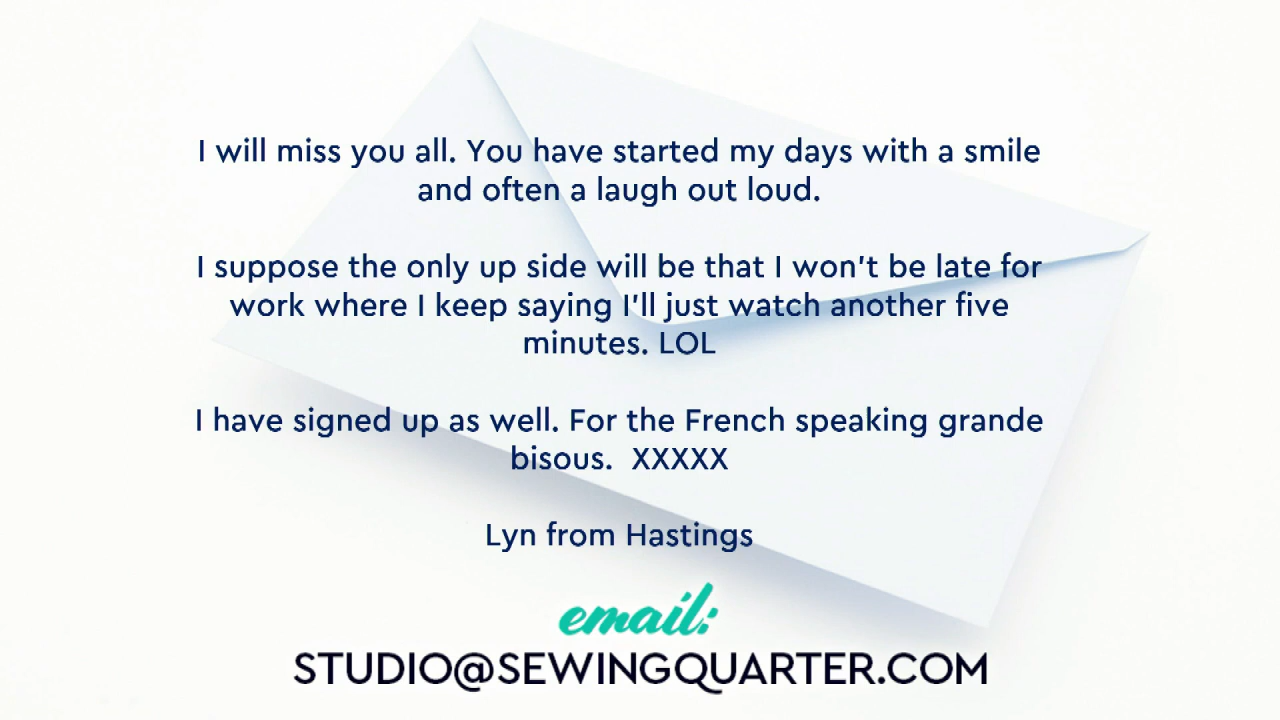 I will miss you all. You have started my days with a smile
and often a laugh out loud.
I suppose the only up side will be that I won't be late for
work where I keep saying I'll just watch another five
minutes. LOL
I have signed up as well. For the French speaking grande
bisous.  XXXXX
Lyn from Hastings
email:
STUDIO@SEWINGQUARTER.COM